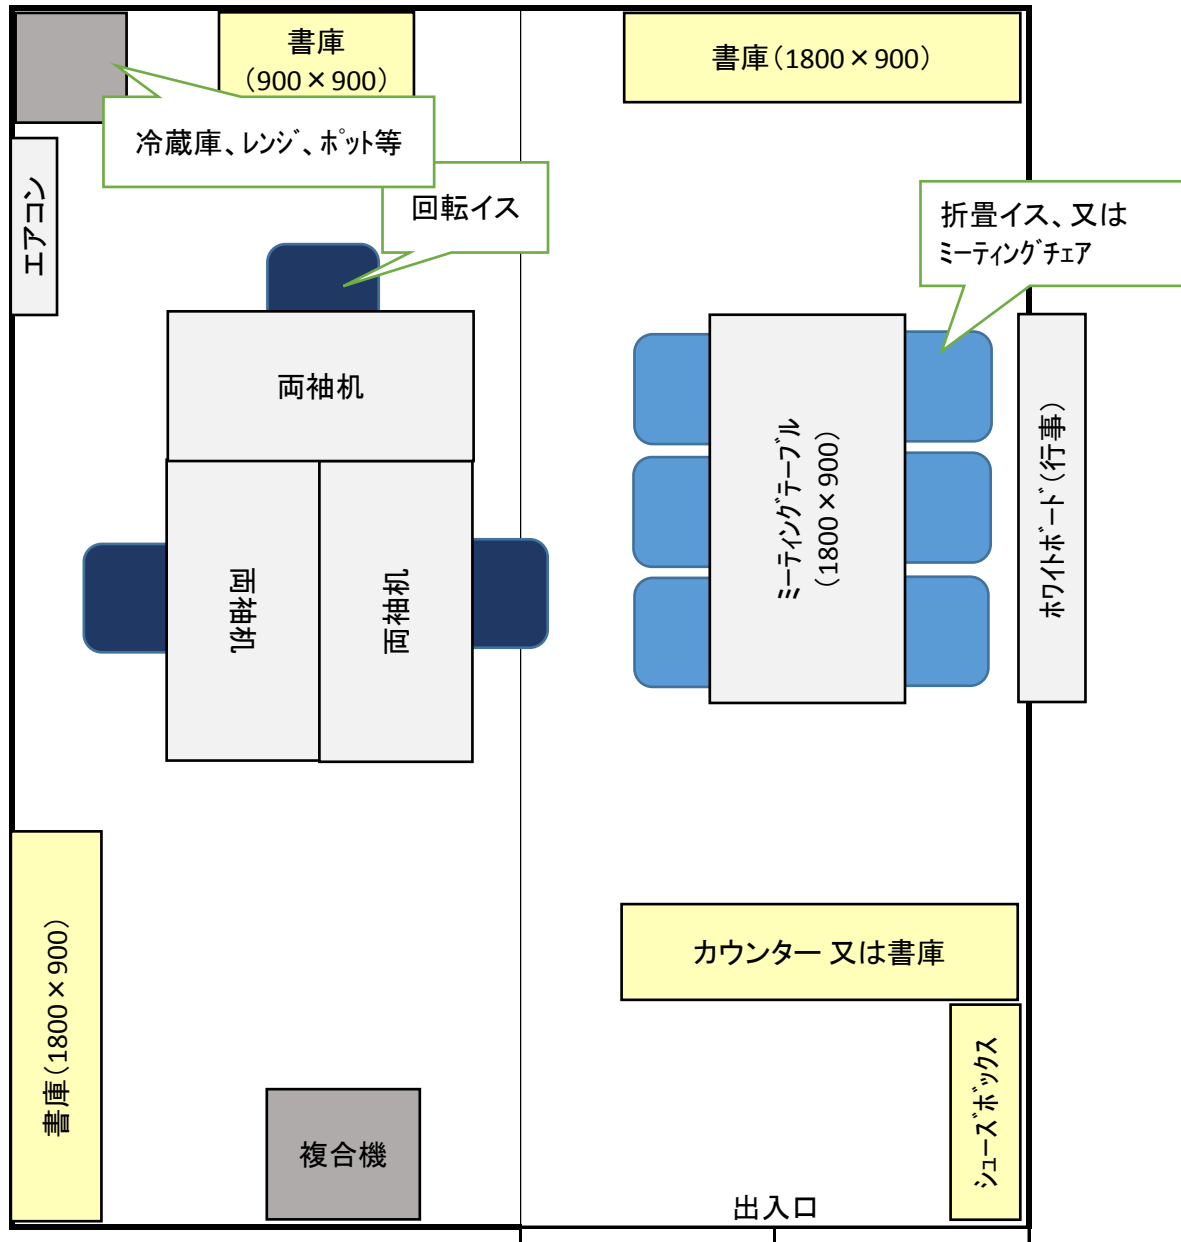 書庫
（900×900）
書庫（1800×900）
冷蔵庫、レンジ、ポット等
回転イス
エアコン
折畳イス、又は
ミーティングチェア
両袖机
両袖机
両袖机
ミーティングテーブル
（1800×900）
ホワイトボード（行事）
書庫（1800×900）
カウンター 又は書庫
シューズボックス
複合機
出入口